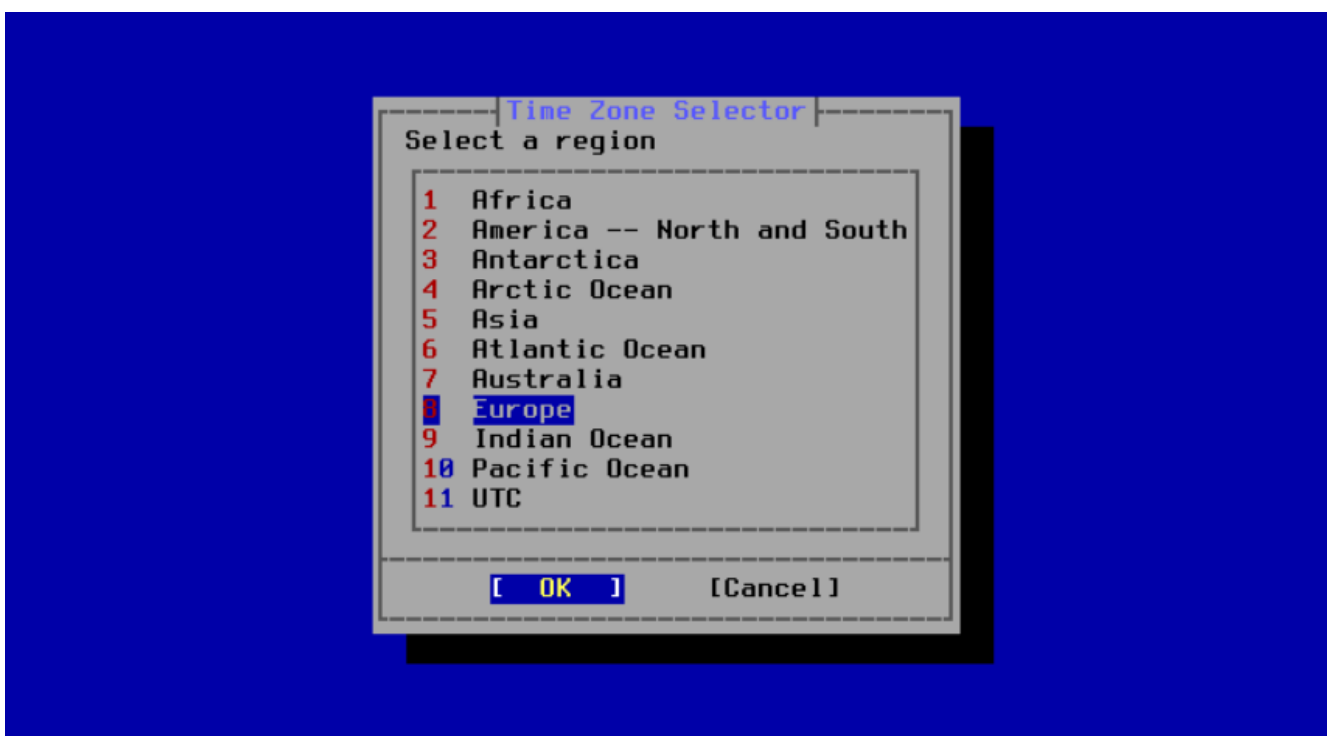 Time Zone Selector
Select a region
1 Africa
2 America -- North and South
3 Antarctica
4 Arctic Ocean
5 Asia
6 Atlantic Ocean
7 Australia
8 Europe
9 Indian Ocean
10 Pacific Ocean
11 UTC
[ OK ] [Cancel]